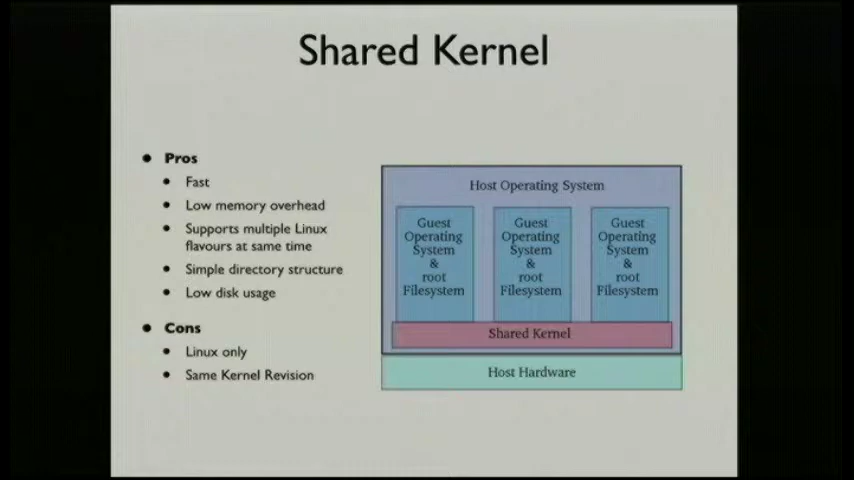 Shared Kernel
Pros
Fast
Low memory overhead
Supports multiple Linux
flavours at same time
Simple directory structure
Low disk usage
Cons
Linux only
Same Kernel Revision
Host Operating System
Guest
Operating
System
&
root
Filesystem
Guest
Operating
System
&
root
Filesystem
Guest
Operating
System
&
root
Filesystem
Shared Kernel
Host Hardware